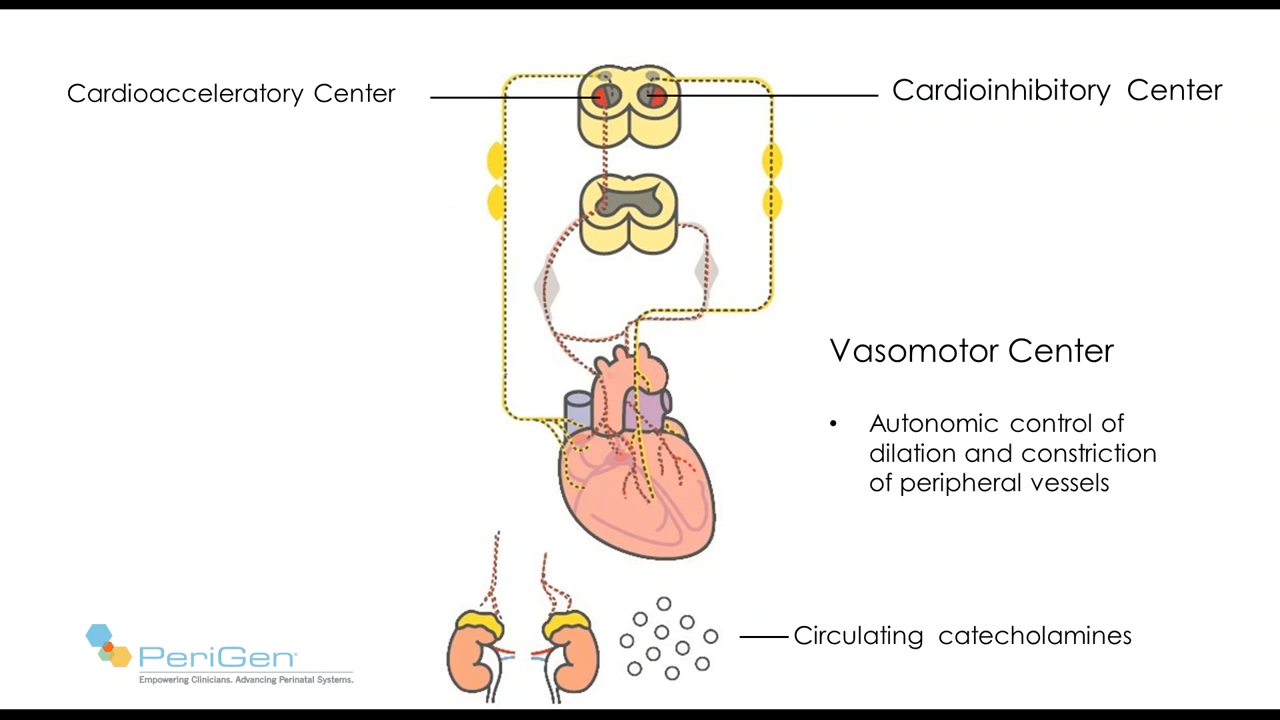 Cardioacceleratory Center
Cardioinhibitory Center
Vasomotor Center
• Autonomic control of
dilation and constriction
of peripheral vessels
Circulating catecholamines
PeriGen
Empowering Clinicians. Advancing Perinatal Systems.